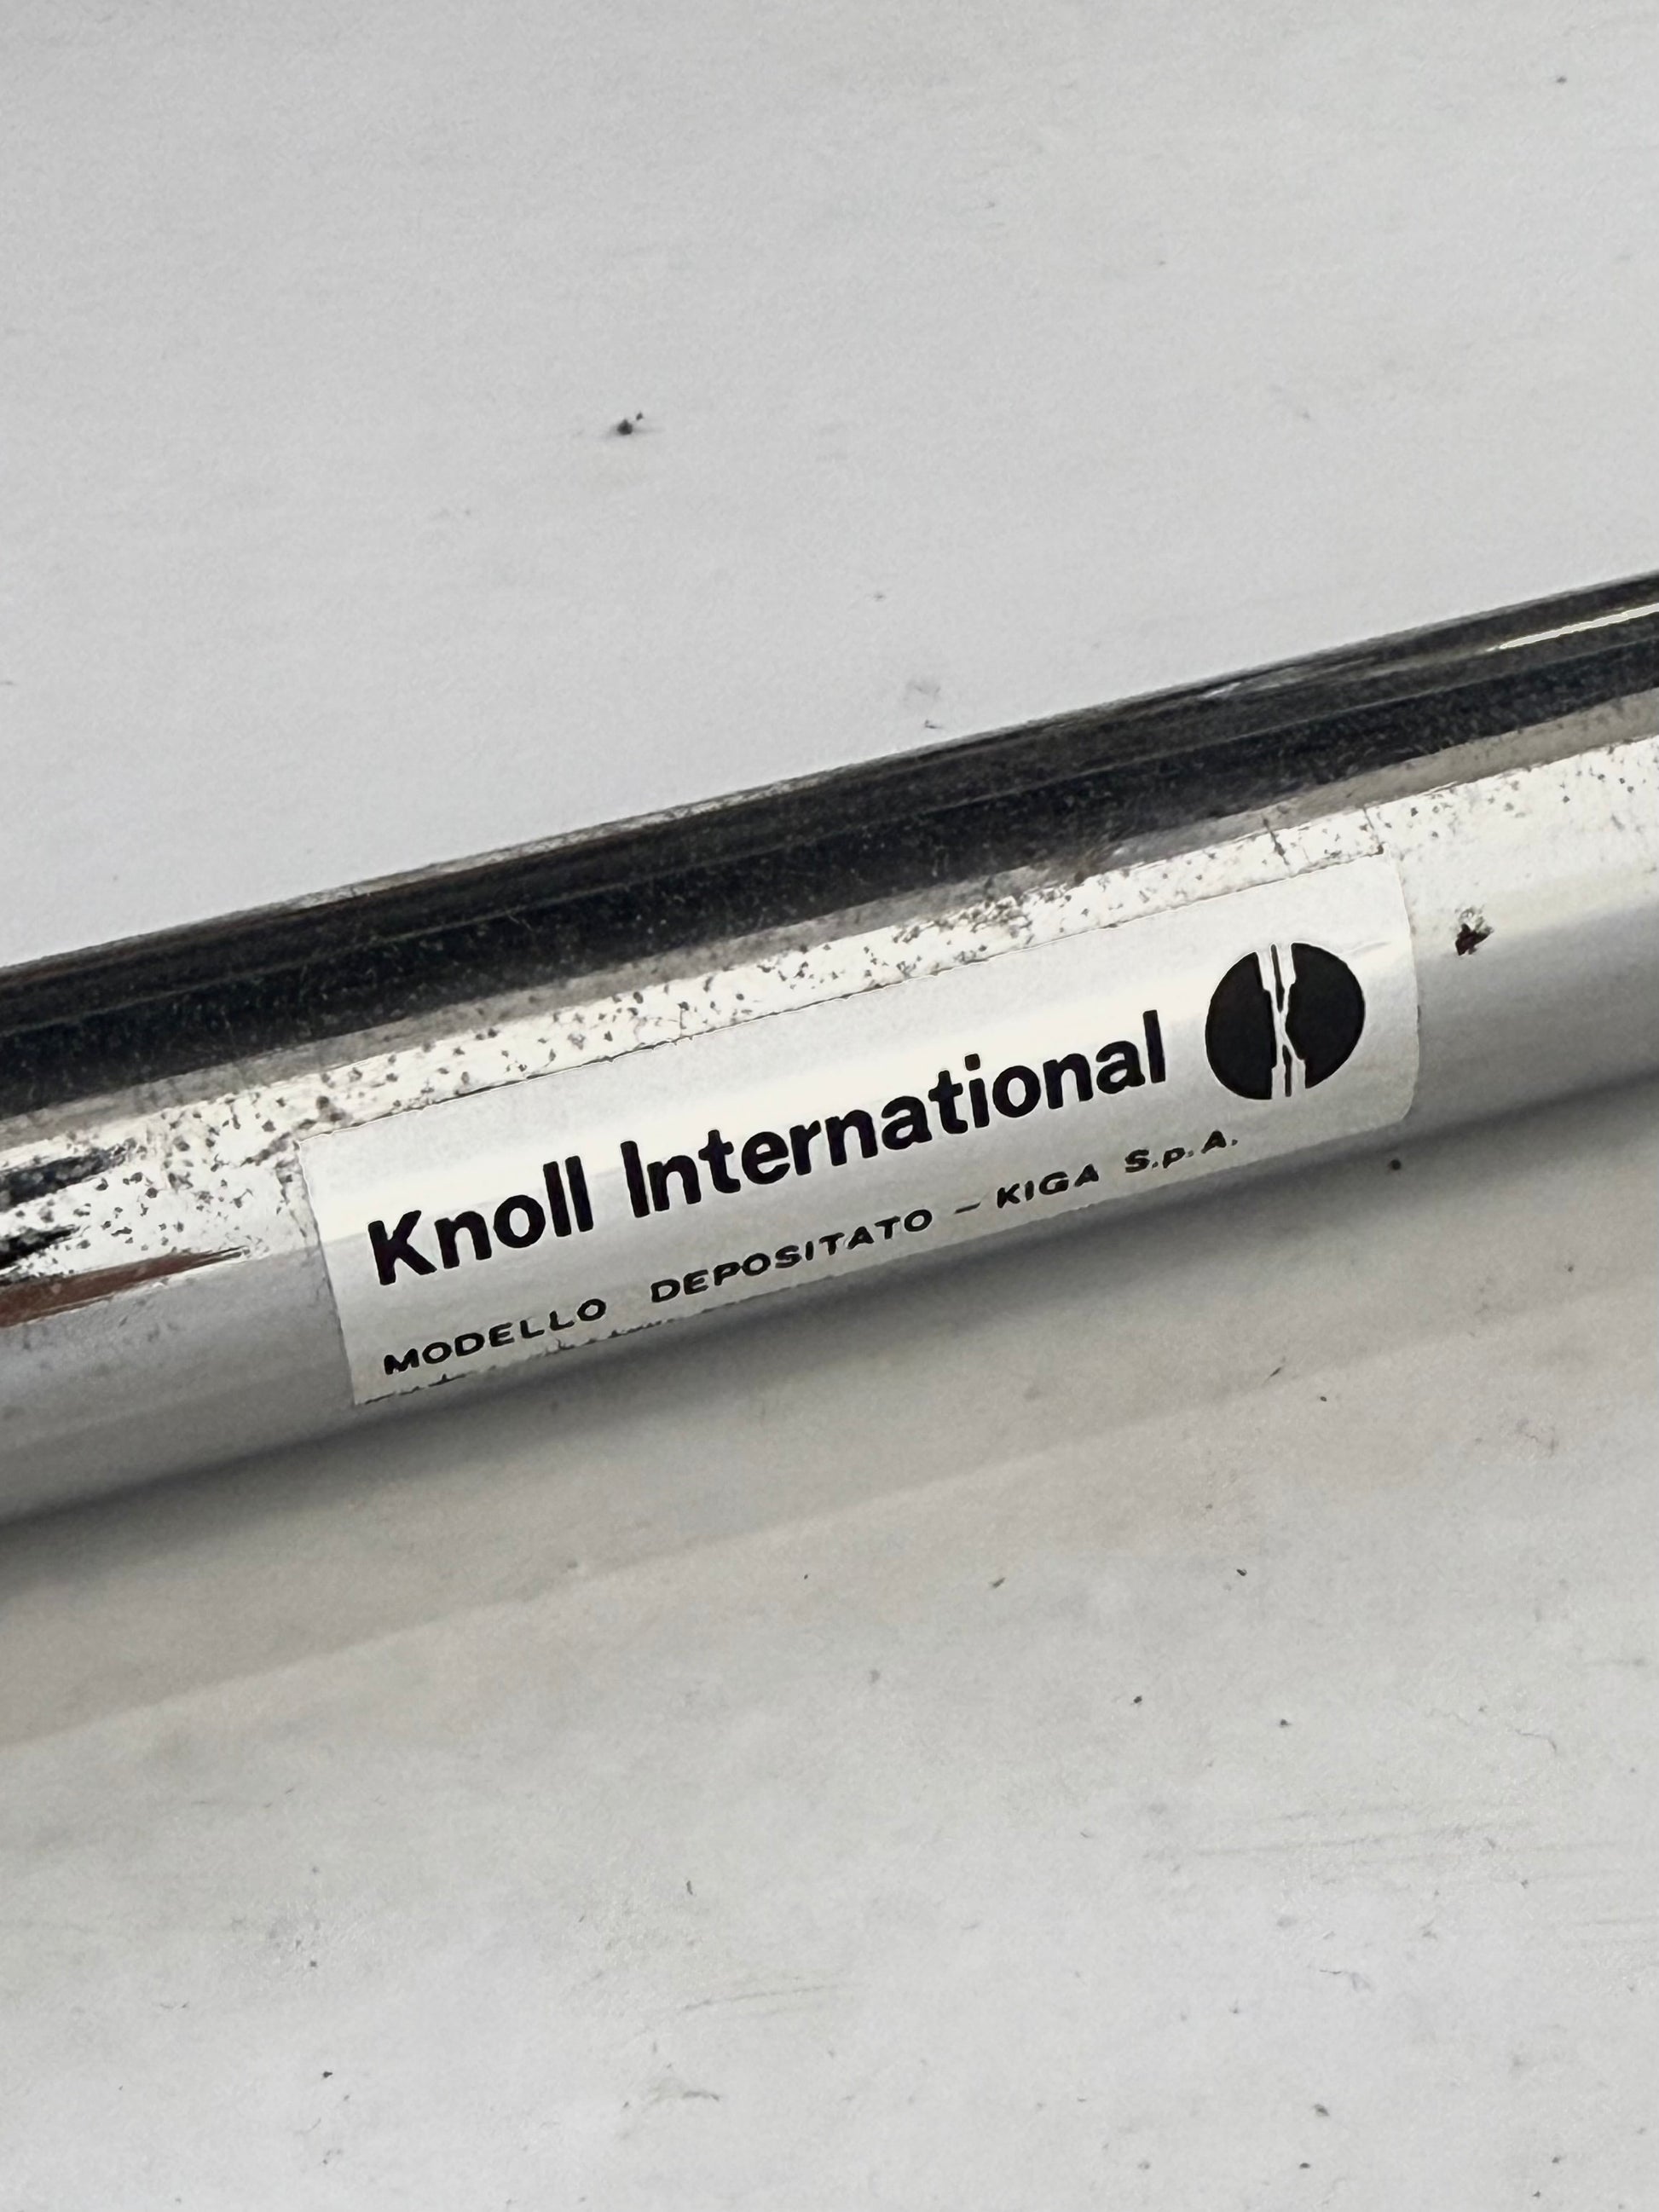 Knoll International
MODELLO DEPOSITATO – KIGA S.p.A.